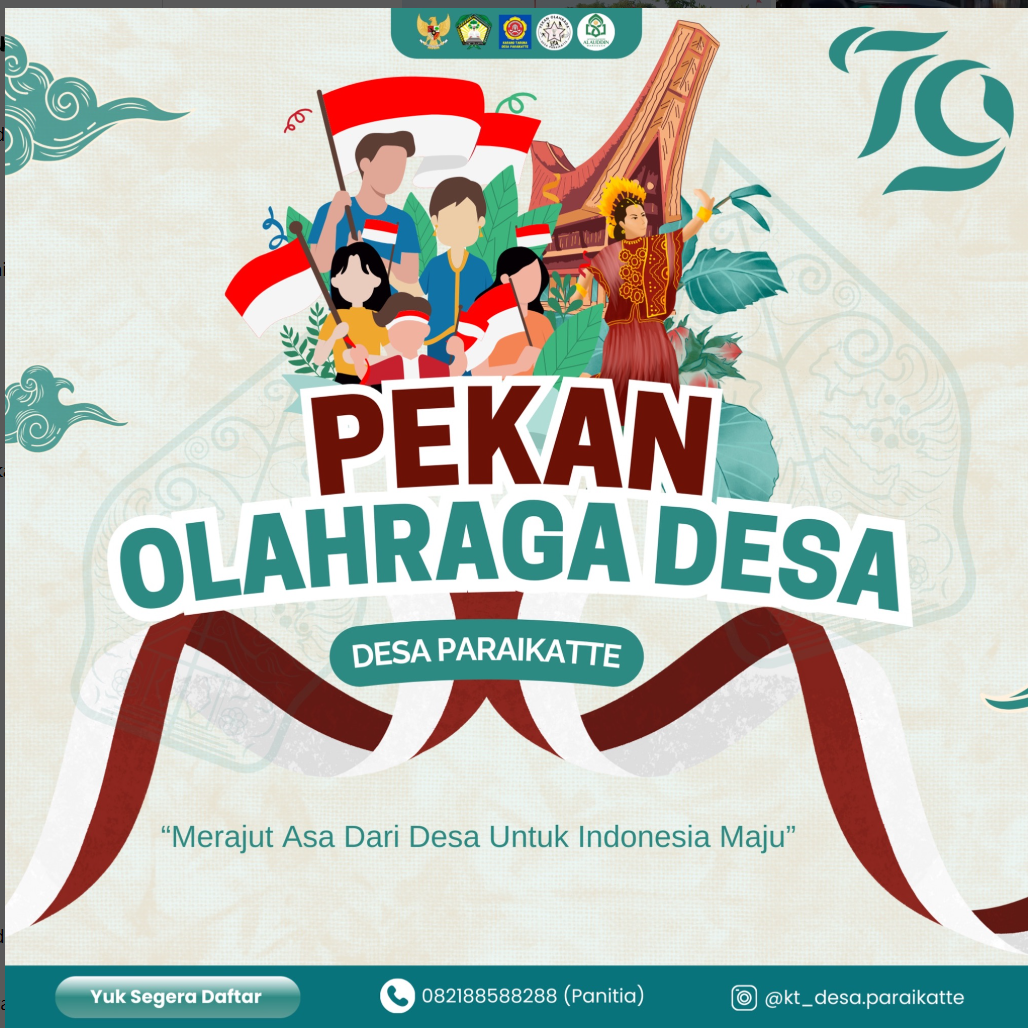 79
PEKAN
OLAHRAGA DESA
DESA PARAIKATTE
“Merajut Asa Dari Desa Untuk Indonesia Maju”
Yuk Segera Daftar
082188588288 (Panitia)
@kt_desa.paraikatte